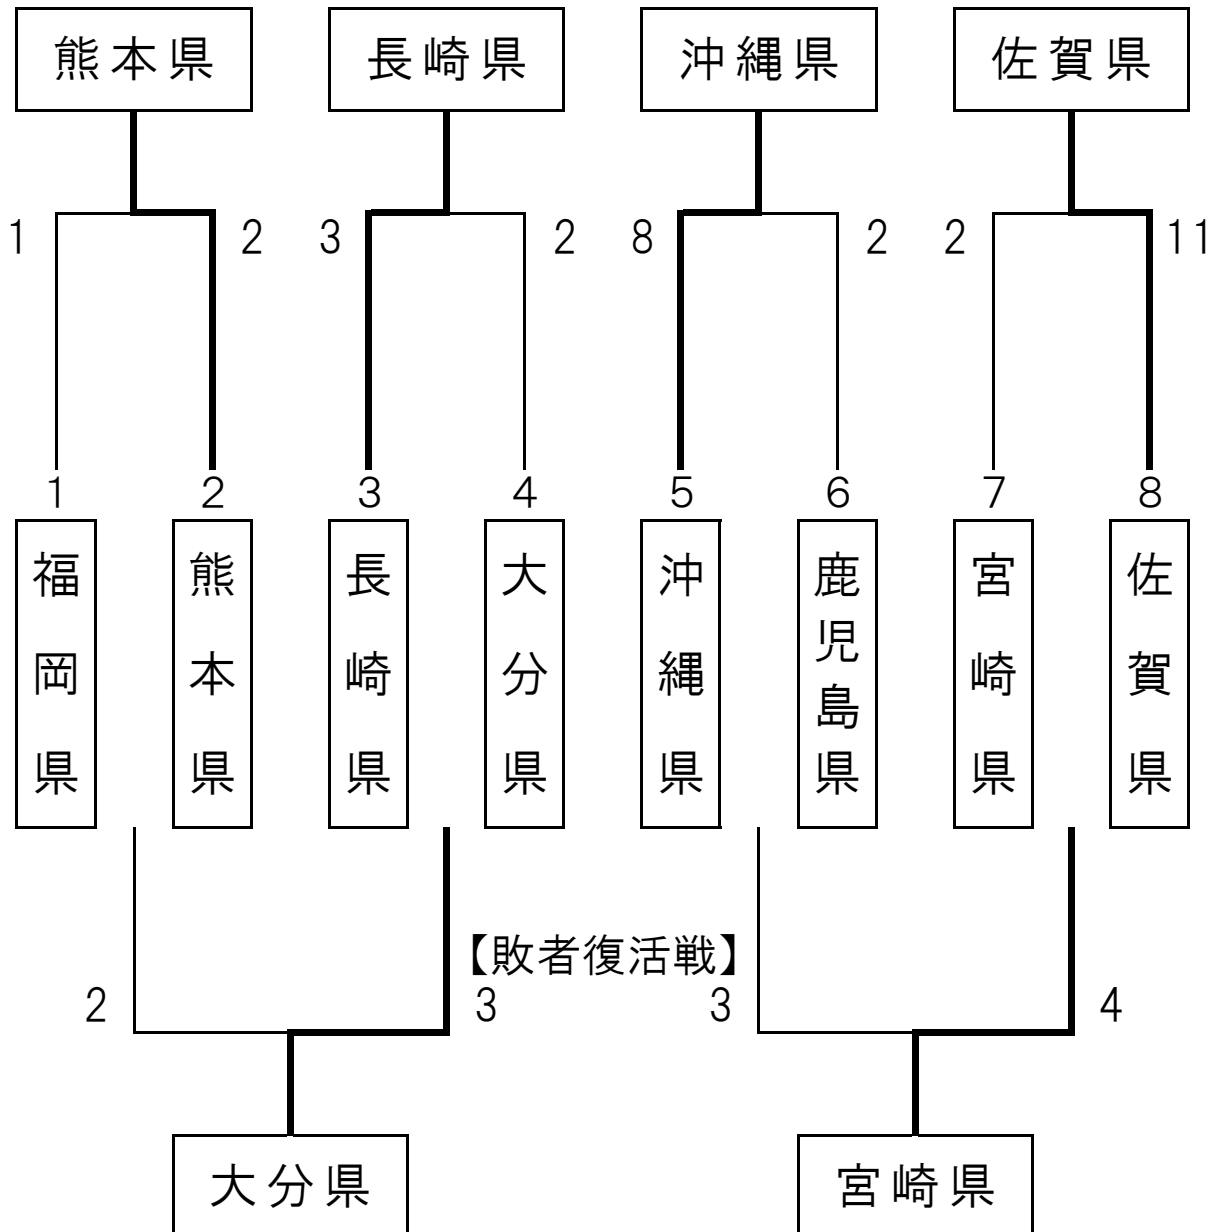 熊本県 長崎県 沖縄県 佐賀県
1 2 3 2 8 2 2 11
1 2 3 4 5 6 7 8
福岡県
熊本県
長崎県
大分県
沖縄県
鹿児島県
宮崎県
佐賀県
【敗者復活戦】
2 3 3 4
大分県 宮崎県